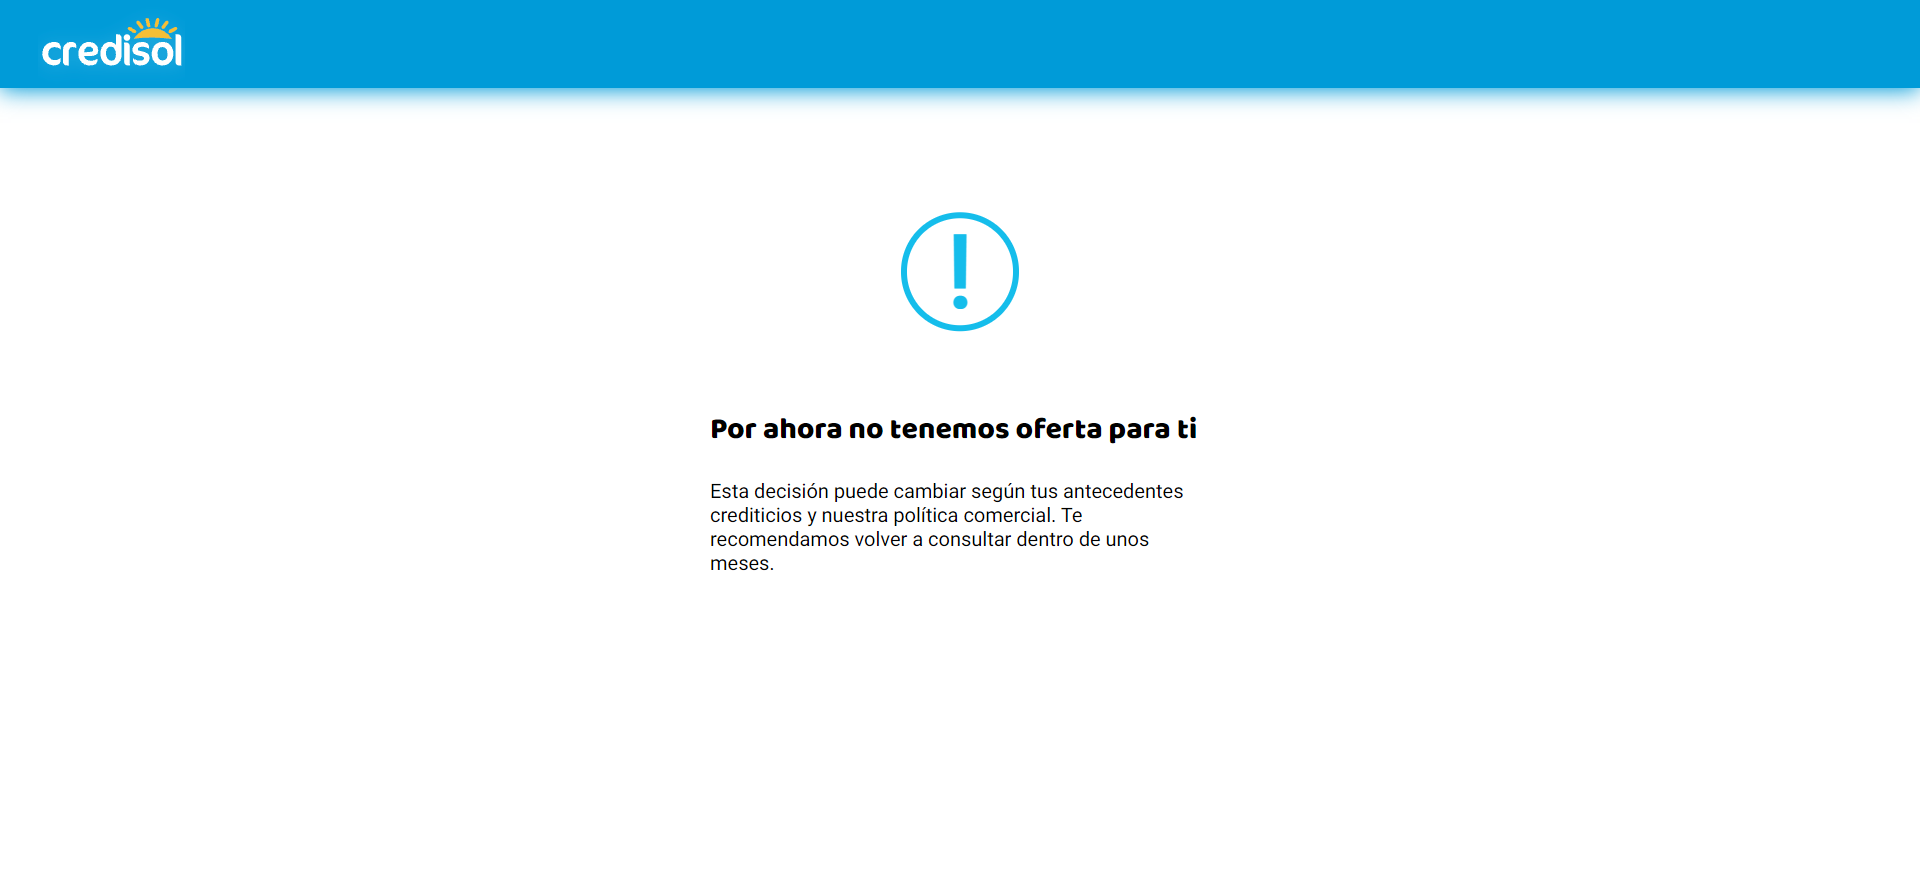 credisol
Por ahora no tenemos oferta para ti
Esta decisión puede cambiar según tus antecedentes
crediticios y nuestra política comercial. Te
recomendamos volver a consultar dentro de unos
meses.